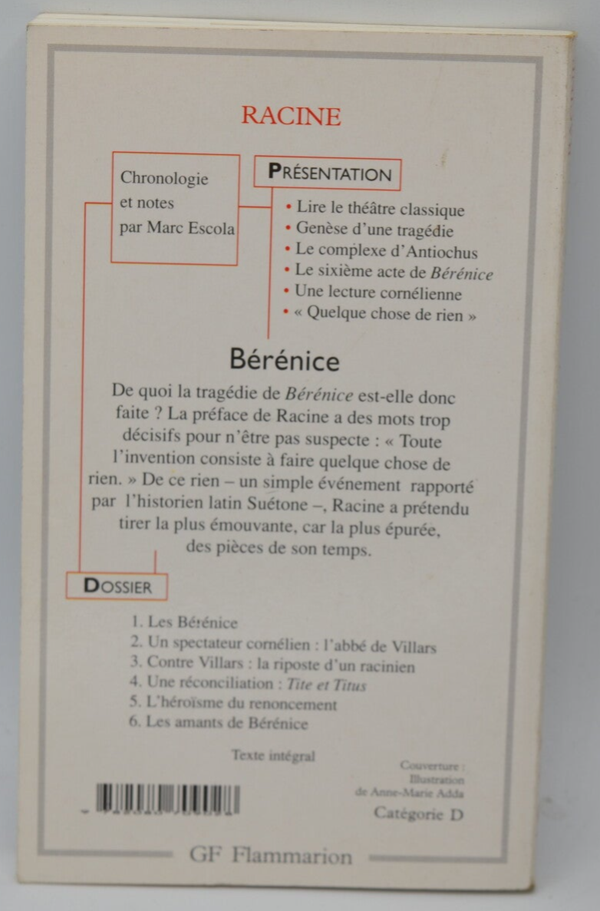 RACINE
Chronologie
et notes
par Marc Escola
PRÉSENTATION
• Lire le théâtre classique
• Genèse d'une tragédie
• Le complexe d'Antiochus
• Le sixième acte de Bérénice
• Une lecture cornélienne
• « Quelque chose de rien »
Bérénice
De quoi la tragédie de Bérénice est-elle donc
faite ? La préface de Racine a des mots trop
décisifs pour n'être pas suspecte : « Toute
l'invention consiste à faire quelque chose de
rien. » De ce rien – un simple événement rapporté
par l'historien latin Suétone –, Racine a prétendu
tirer la plus émouvante, car la plus épurée,
des pièces de son temps.
DOSSIER
1. Les Bérénice
2. Un spectateur cornélien : l'abbé de Villars
3. Contre Villars : la riposte d'un racinien
4. Une réconciliation : Tite et Titus
5. L'héroïsme du renoncement
6. Les amants de Bérénice
Texte intégral
Couverture :
Illustration
de Anne-Marie Adda
Catégorie D
GF Flammarion